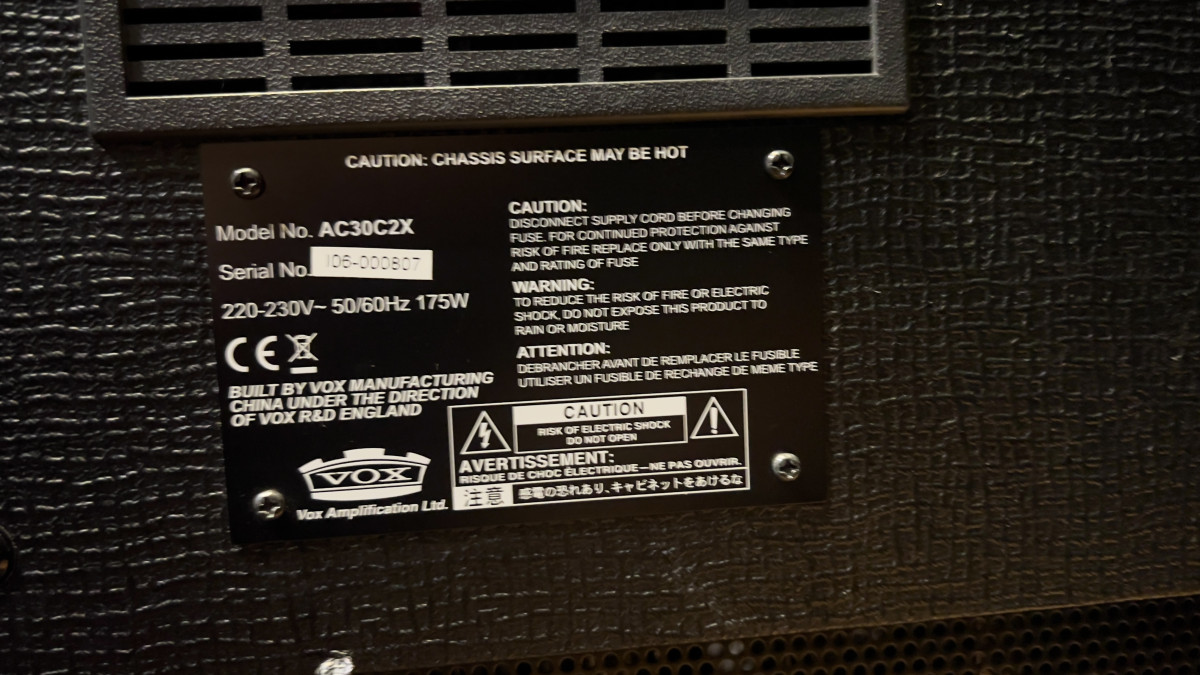 CAUTION: CHASSIS SURFACE MAY BE HOT
Model No. AC30C2X
Serial No. I06-000807
220-230V~ 50/60Hz 175W
CE
BUILT BY VOX MANUFACTURING
CHINA UNDER THE DIRECTION
OF VOX R&D ENGLAND
VOX
Vox Amplification Ltd.
CAUTION:
DISCONNECT SUPPLY CORD BEFORE CHANGING
FUSE. FOR CONTINUED PROTECTION AGAINST
RISK OF FIRE REPLACE ONLY WITH THE SAME TYPE
AND RATING OF FUSE
WARNING:
TO REDUCE THE RISK OF FIRE OR ELECTRIC
SHOCK, DO NOT EXPOSE THIS PRODUCT TO
RAIN OR MOISTURE
ATTENTION:
DEBRANCHER AVANT DE REMPLACER LE FUSIBLE
UTILISER UN FUSIBLE DE RECHANGE DE MEME TYPE
CAUTION
RISK OF ELECTRIC SHOCK
DO NOT OPEN
AVERTISSEMENT:
RISQUE DE CHOC ÉLECTRIQUE—NE PAS OUVRIR.
注意 感電の恐れあり、キャビネットをあけるな